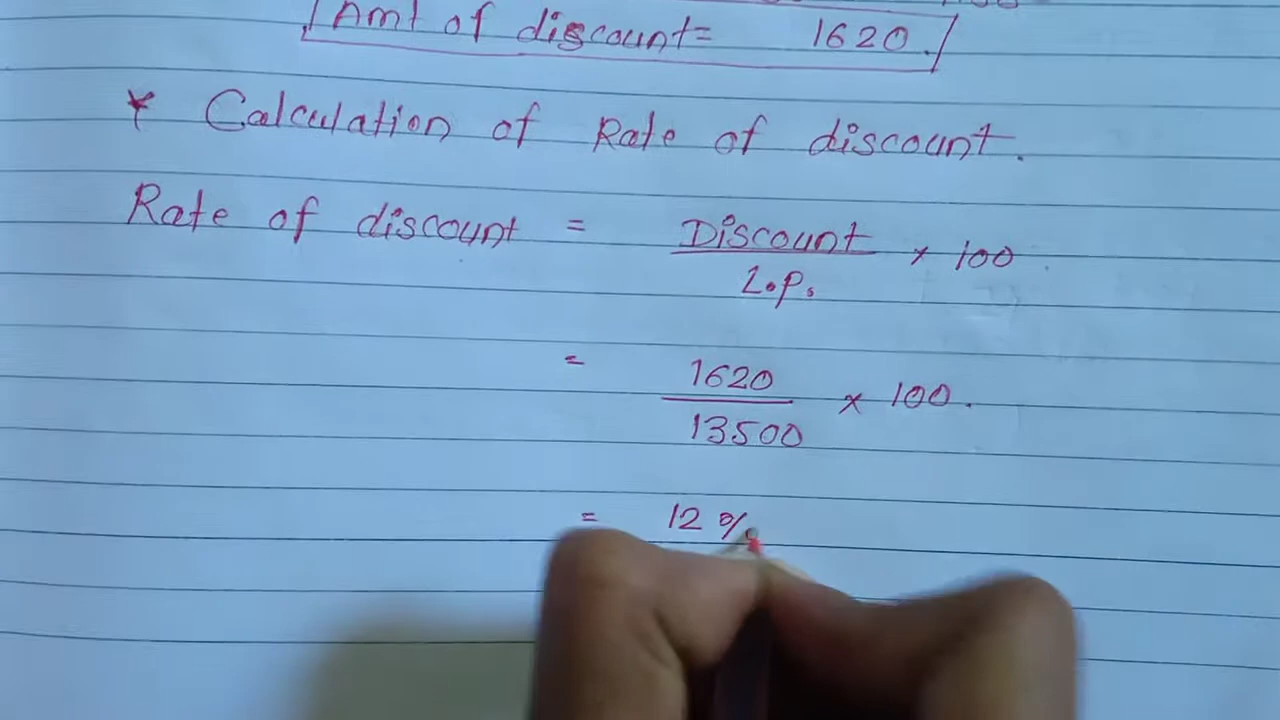 Amt of discount= 1620.
* Calculation of Rate of discount.
Rate of discount = Discount × 100
L.P.
= 1620 × 100.
13500
= 12%